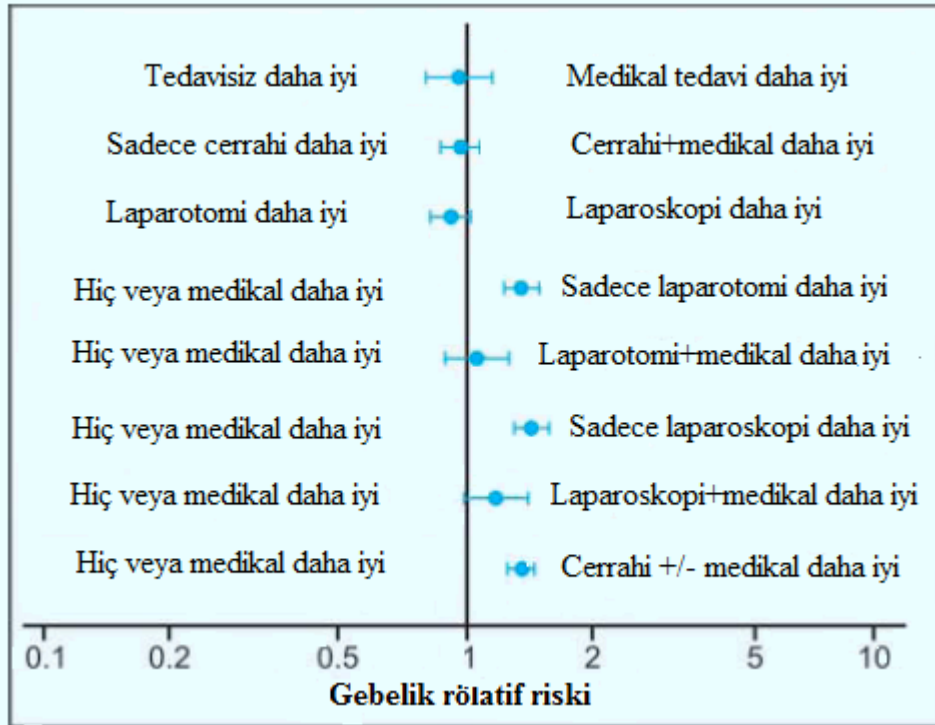 Tedavisiz daha iyi Medikal tedavi daha iyi
Sadece cerrahi daha iyi Cerrahi+medikal daha iyi
Laparotomi daha iyi Laparoskopi daha iyi
Hiç veya medikal daha iyi Sadece laparotomi daha iyi
Hiç veya medikal daha iyi Laparotomi+medikal daha iyi
Hiç veya medikal daha iyi Sadece laparoskopi daha iyi
Hiç veya medikal daha iyi Laparoskopi+medikal daha iyi
Hiç veya medikal daha iyi Cerrahi +/- medikal daha iyi
0.1 0.2 0.5 1 2 5 10
Gebelik rölatif riski